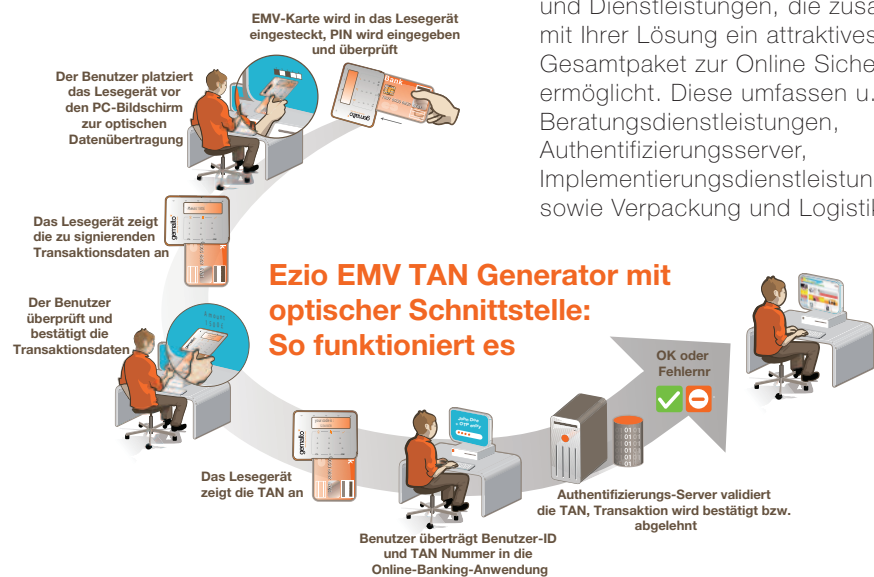 EMV-Karte wird in das Lesegerät
eingesteckt, PIN wird eingegeben
und überprüft
Der Benutzer platziert
das Lesegerät vor
den PC-Bildschirm
zur optischen
Datenübertragung
Bank
gemalto
und Dienstleistungen, die
mit Ihrer Lösung ein attraktives
Gesamtpaket zur Online
ermöglicht. Diese umfassen u.
Beratungsdienstleistungen,
Authentifizierungsserver,
sowie Verpackung und Logistik
Das Lesegerät zeigt
die zu signierenden
Transaktionsdaten an
gemalto
Ezio EMV TAN Generator mit
optischer Schnittstelle:
So funktioniert es
Der Benutzer
überprüft und
bestätigt die
Transaktionsdaten
Amount
Das Lesegerät
zeigt die TAN an
gemalto
Benutzer überträgt Benutzer-ID
und TAN Nummer in die
Online-Banking-Anwendung
Authentifizierungs-Server validiert
die TAN, Transaktion wird bestätigt bzw.
abgelehnt
OK oder
Fehlernr